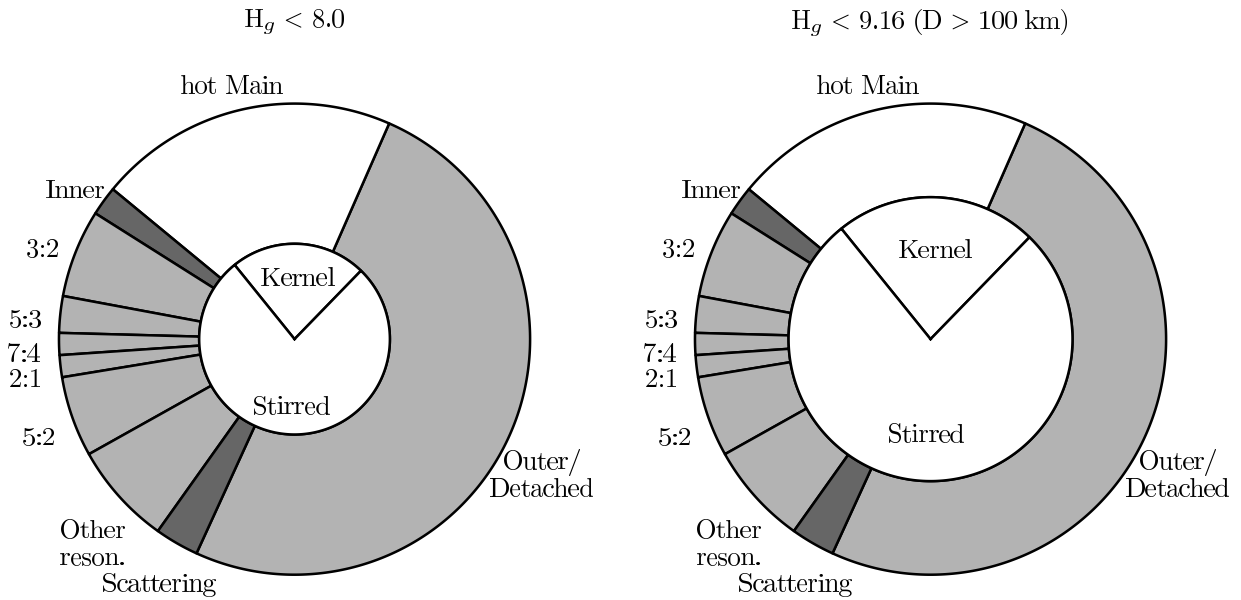 H_g < 8.0
hot Main
Inner
3:2
5:3
7:4
2:1
5:2
Other
reson.
Scattering
Kernel
Stirred
Outer/
Detached
H_g < 9.16 (D > 100 km)
hot Main
Inner
3:2
5:3
7:4
2:1
5:2
Other
reson.
Scattering
Kernel
Stirred
Outer/
Detached